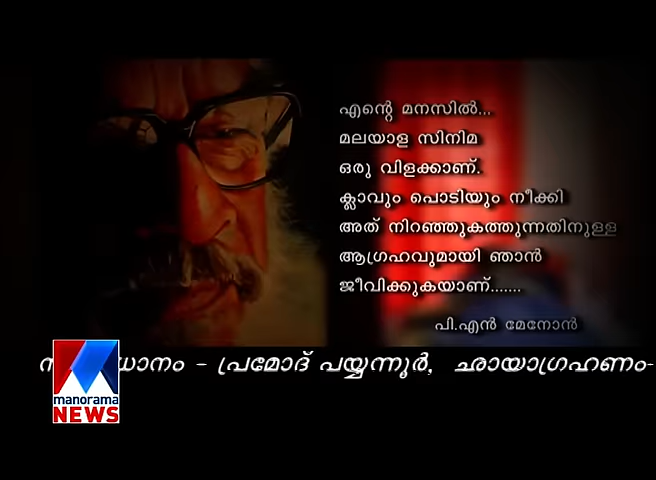 എന്റെ മനസിൽ...
മലയാള സിനിമ
ഒരു വിളക്കാണ്.
ക്ലാവും പൊടിയും നീക്കി
അത് നിറഞ്ഞുകത്തുന്നതിനുള്ള
ആഗ്രഹവുമായി ഞാൻ
ജീവിക്കുകയാണ്.......
പി.എൻ മേനോൻ
– പ്രമോദ് പയ്യന്നൂർ, ഛായാഗ്രഹണം-
manorama
NEWS